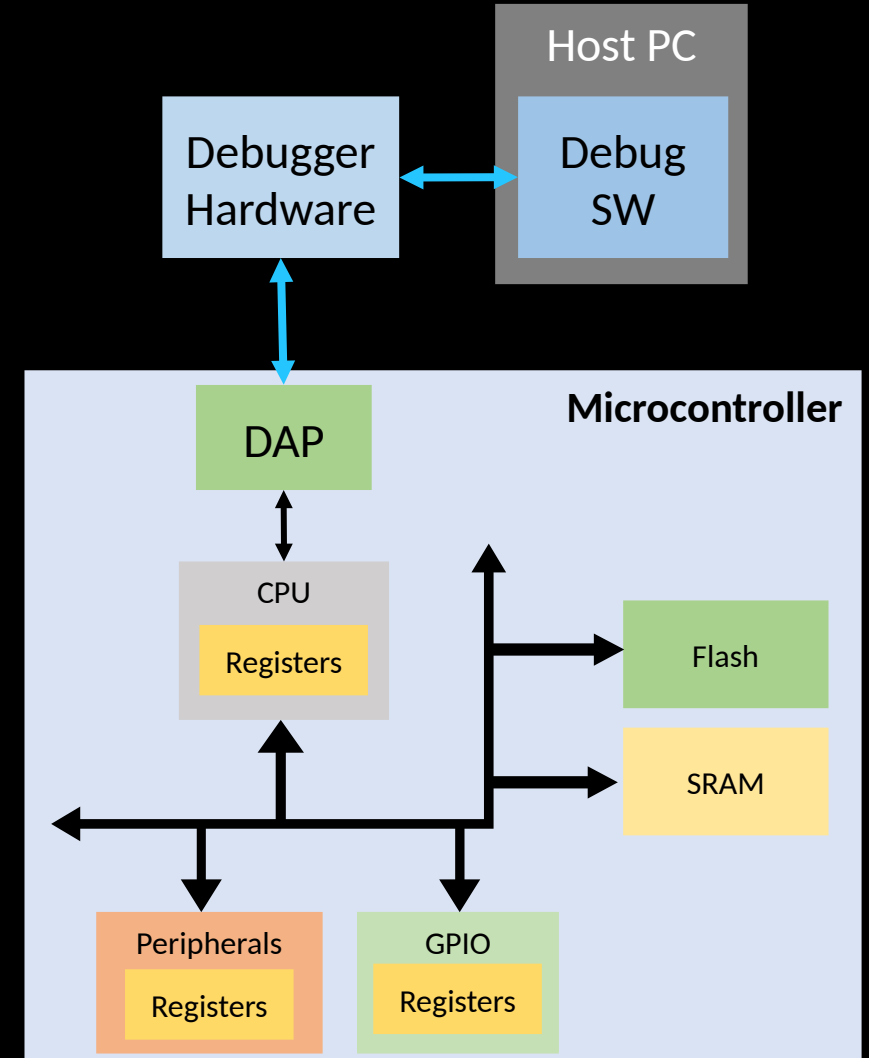 Host PC
Debugger
Hardware
Debug
SW
Microcontroller
DAP
CPU
Registers
Flash
SRAM
Peripherals
Registers
GPIO
Registers